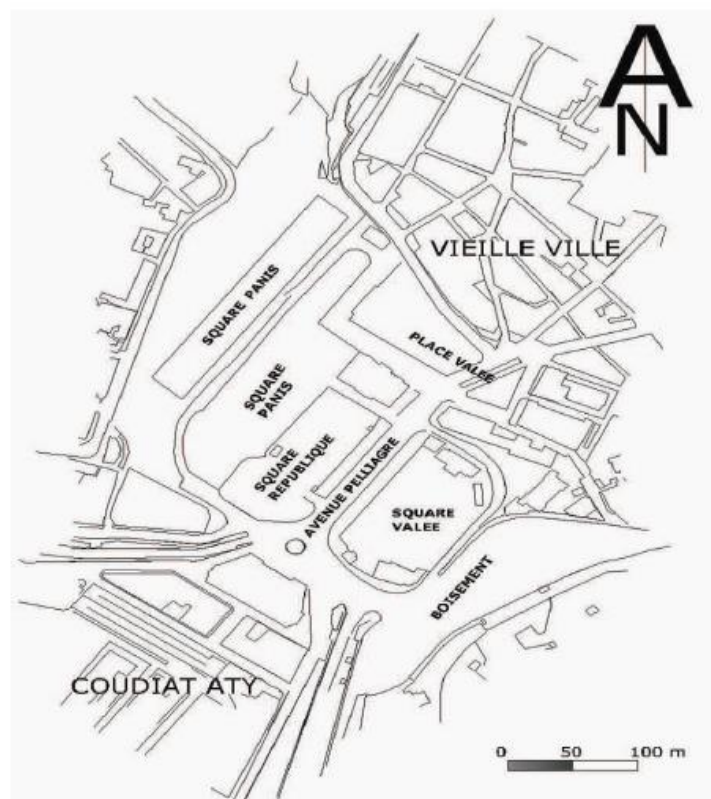 N
VIEILLE VILLE
SQUARE PANIS
PLACE VALEE
SQUARE
PANIS
SQUARE
REPUBLIQUE
AVENUE PELLIAGRE
SQUARE
VALEE
BOISEMENT
COUDIAT ATY
0 50 100 m